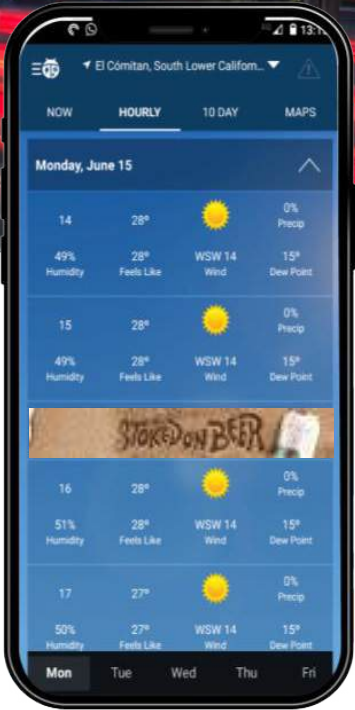 13:1
El Cómitan, South Lower Californ...
NOW HOURLY 10 DAY MAPS
Monday, June 15
14 28° 0%
Precip
49% 28° WSW 14 15°
Humidity Feels Like Wind Dew Point
15 28° 0%
Precip
49% 28° WSW 14 15°
Humidity Feels Like Wind Dew Point
STOKED ON BEER
16 28° 0%
Precip
51% 28° WSW 14 15°
Humidity Feels Like Wind Dew Point
17 27° 0%
Precip
50% 27° WSW 14 15°
Humidity Feels Like Wind Dew Point
Mon Tue Wed Thu Fri